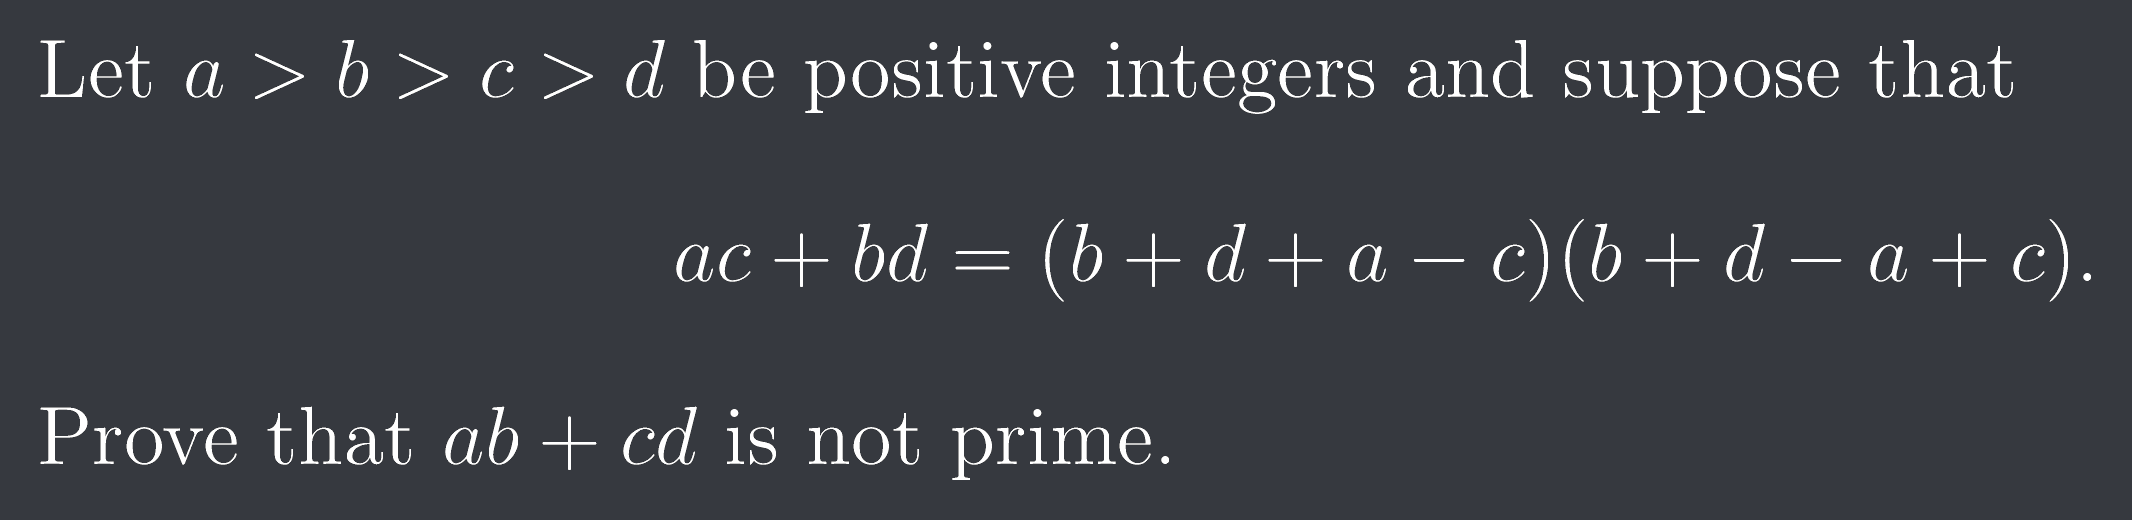 Let a > b > c > d be positive integers and suppose that
ac + bd = (b + d + a − c)(b + d − a + c).
Prove that ab + cd is not prime.